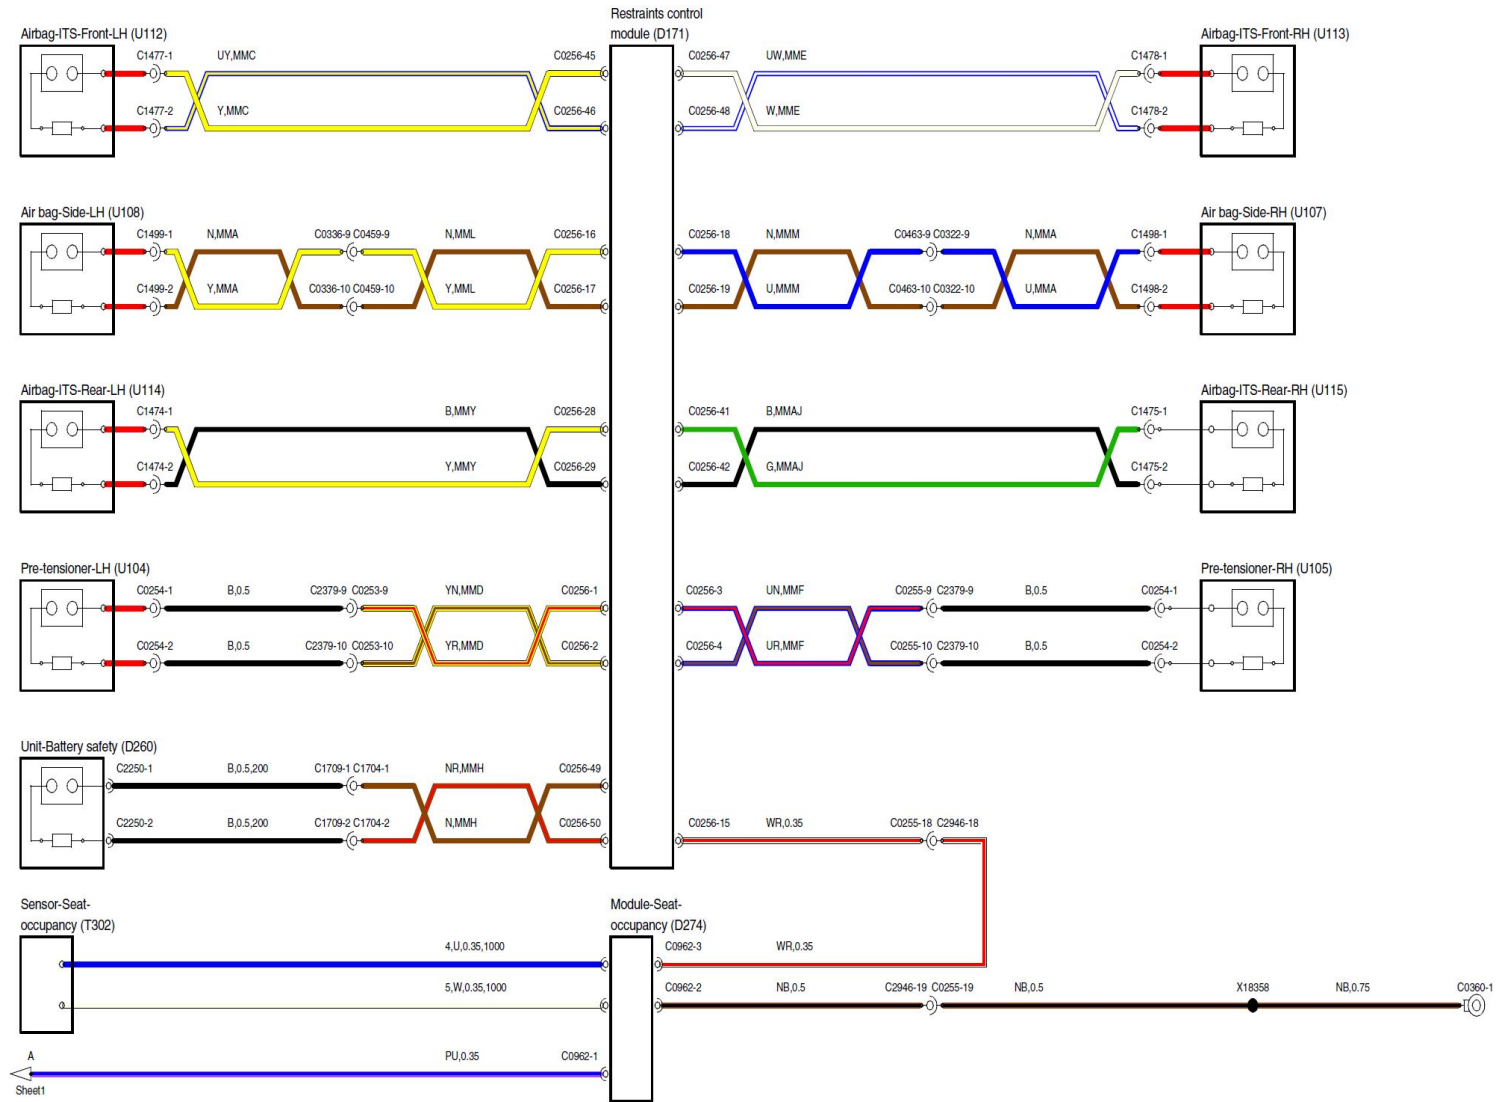 Restraints control
module (D171)
Airbag-ITS-Front-LH (U112)
Airbag-ITS-Front-RH (U113)
C1477-1 UY,MMC C0256-45 C0256-47 UW,MME C1478-1
C1477-2 Y,MMC C0256-46 C0256-48 W,MME C1478-2
Air bag-Side-LH (U108)
Air bag-Side-RH (U107)
C1499-1 N,MMA C0336-9 C0459-9 N,MML C0256-16 C0256-18 N,MMM C0463-9 C0322-9 N,MMA C1498-1
C1499-2 Y,MMA C0336-10 C0459-10 Y,MML C0256-17 C0256-19 U,MMM C0463-10 C0322-10 U,MMA C1498-2
Airbag-ITS-Rear-LH (U114)
Airbag-ITS-Rear-RH (U115)
C1474-1 B,MMY C0256-28 C0256-41 B,MMAJ C1475-1
C1474-2 Y,MMY C0256-29 C0256-42 G,MMAJ C1475-2
Pre-tensioner-LH (U104)
Pre-tensioner-RH (U105)
C0254-1 B,0.5 C2379-9 C0253-9 YN,MMD C0256-1 C0256-3 UN,MMF C0255-9 C2379-9 B,0.5 C0254-1
C0254-2 B,0.5 C2379-10 C0253-10 YR,MMD C0256-2 C0256-4 UR,MMF C0255-10 C2379-10 B,0.5 C0254-2
Unit-Battery safety (D260)
C2250-1 B,0.5,200 C1709-1 C1704-1 NR,MMH C0256-49
C2250-2 B,0.5,200 C1709-2 C1704-2 N,MMH C0256-50 C0256-15 WR,0.35 C0255-18 C2946-18
Sensor-Seat-
occupancy (T302)
Module-Seat-
occupancy (D274)
4,U,0.35,1000 C0962-3 WR,0.35
5,W,0.35,1000 C0962-2 NB,0.5 C2946-19 C0255-19 NB,0.5 X18358 NB,0.75 C0360-1
A PU,0.35 C0962-1
Sheet1